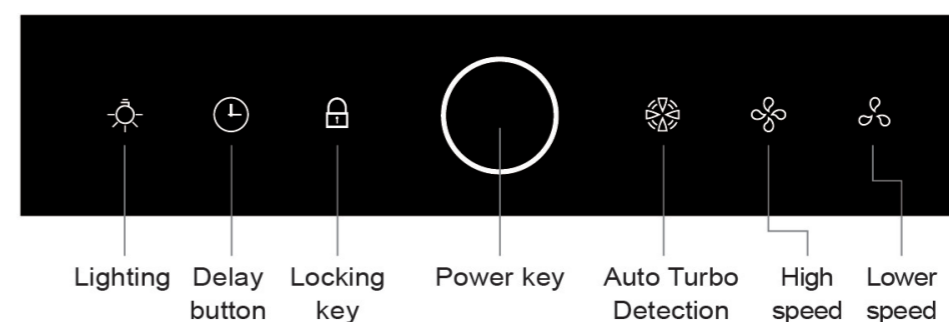 Lighting
Delay
button
Locking
key
Power key
Auto Turbo
Detection
High
speed
Lower
speed